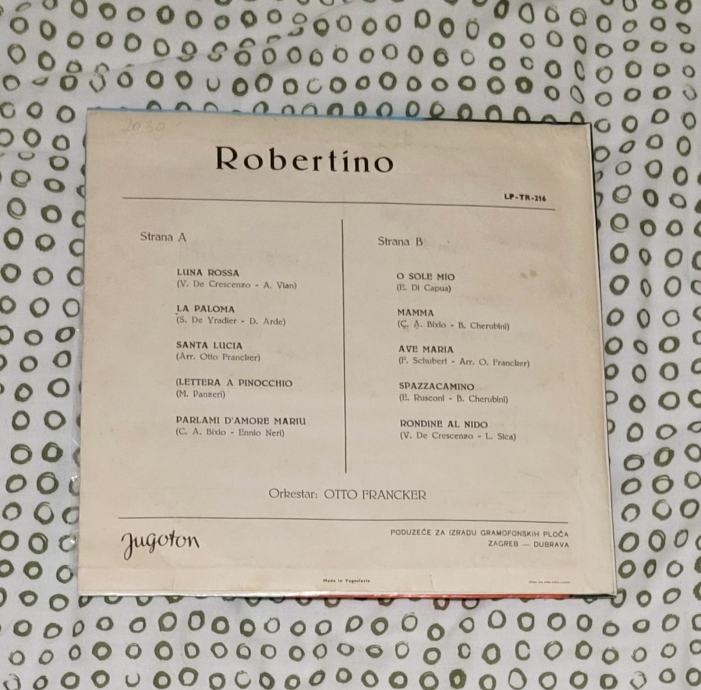 2030
Robertino
LP-TR-316
Strana A
LUNA ROSSA
(V. De Crescenzo - A. Vian)
LA PALOMA
(S. De Yradier - D. Arde)
SANTA LUCIA
(Arr. Otto Francker)
(LETTERA A PINOCCHIO
(M. Panzeri)
PARLAMI D'AMORE MARIU
(C. A. Bixio - Ennio Neri)
Strana B
O SOLE MIO
(E. Di Capua)
MAMMA
(C. A. Bixio - B. Cherubini)
AVE MARIA
(F. Schubert - Arr. O. Francker)
SPAZZACAMINO
(E. Rusconi - B. Cherubini)
RONDINE AL NIDO
(V. De Crescenzo - L. Sica)
Orkestar: OTTO FRANCKER
Jugoton
PODUZEĆE ZA IZRADU GRAMOFONSKIH PLOČA
ZAGREB — DUBRAVA
Made in Yugoslavia